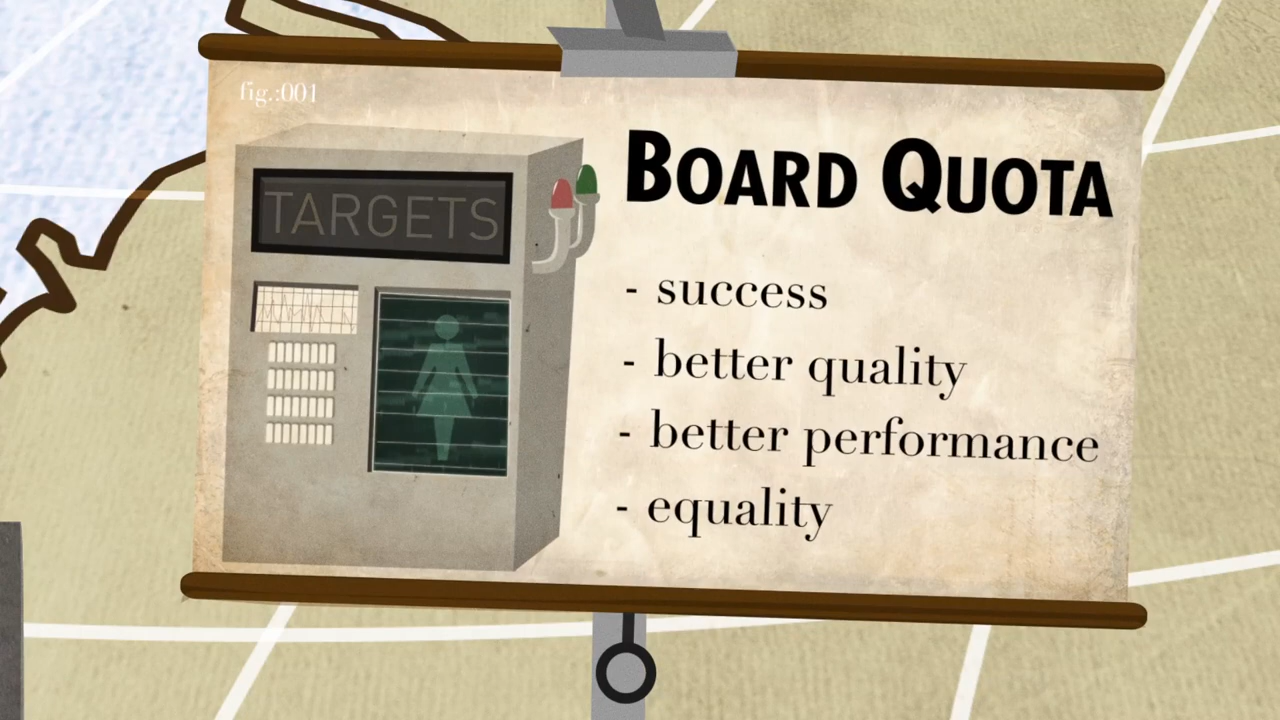 fig.:001
TARGETS
BOARD QUOTA
- success
- better quality
- better performance
- equality